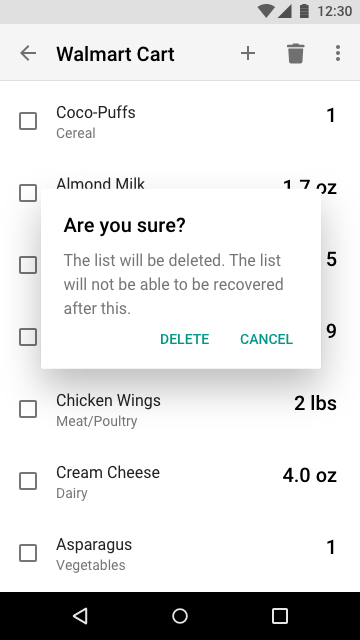 12:30
Walmart Cart
Coco-Puffs
1
Cereal
Almond Milk
1.7 oz
Are you sure?
The list will be deleted. The list
will not be able to be recovered
after this.
5
9
DELETE CANCEL
Chicken Wings
2 lbs
Meat/Poultry
Cream Cheese
4.0 oz
Dairy
Asparagus
1
Vegetables